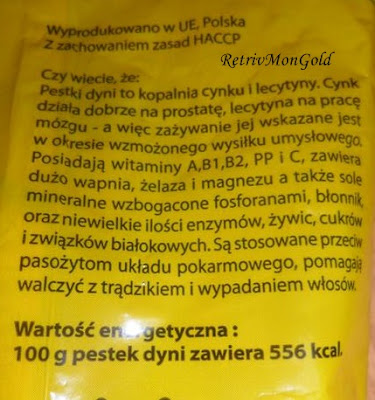 Wyprodukowano w UE, Polska
Z zachowaniem zasad HACCP
RetrivMonGold
Czy wiecie, że:
Pestki dyni to kopalnia cynku i lecytyny. Cynk
działa dobrze na prostatę, lecytyna na pracę
mózgu - a więc zażywanie jej wskazane jest
w okresie wzmożonego wysiłku umysłowego.
Posiadają witaminy A,B1,B2, PP i C, zawiera
dużo wapnia, żelaza i magnezu a także sole
mineralne wzbogacone fosforanami, błonnik,
oraz niewielkie ilości enzymów, żywic, cukrów
i związków białkowych. Są stosowane przeciw
pasożytom układu pokarmowego, pomagają
walczyć z trądzikiem i wypadaniem włosów.
Wartość energetyczna :
100 g pestek dyni zawiera 556 kcal.